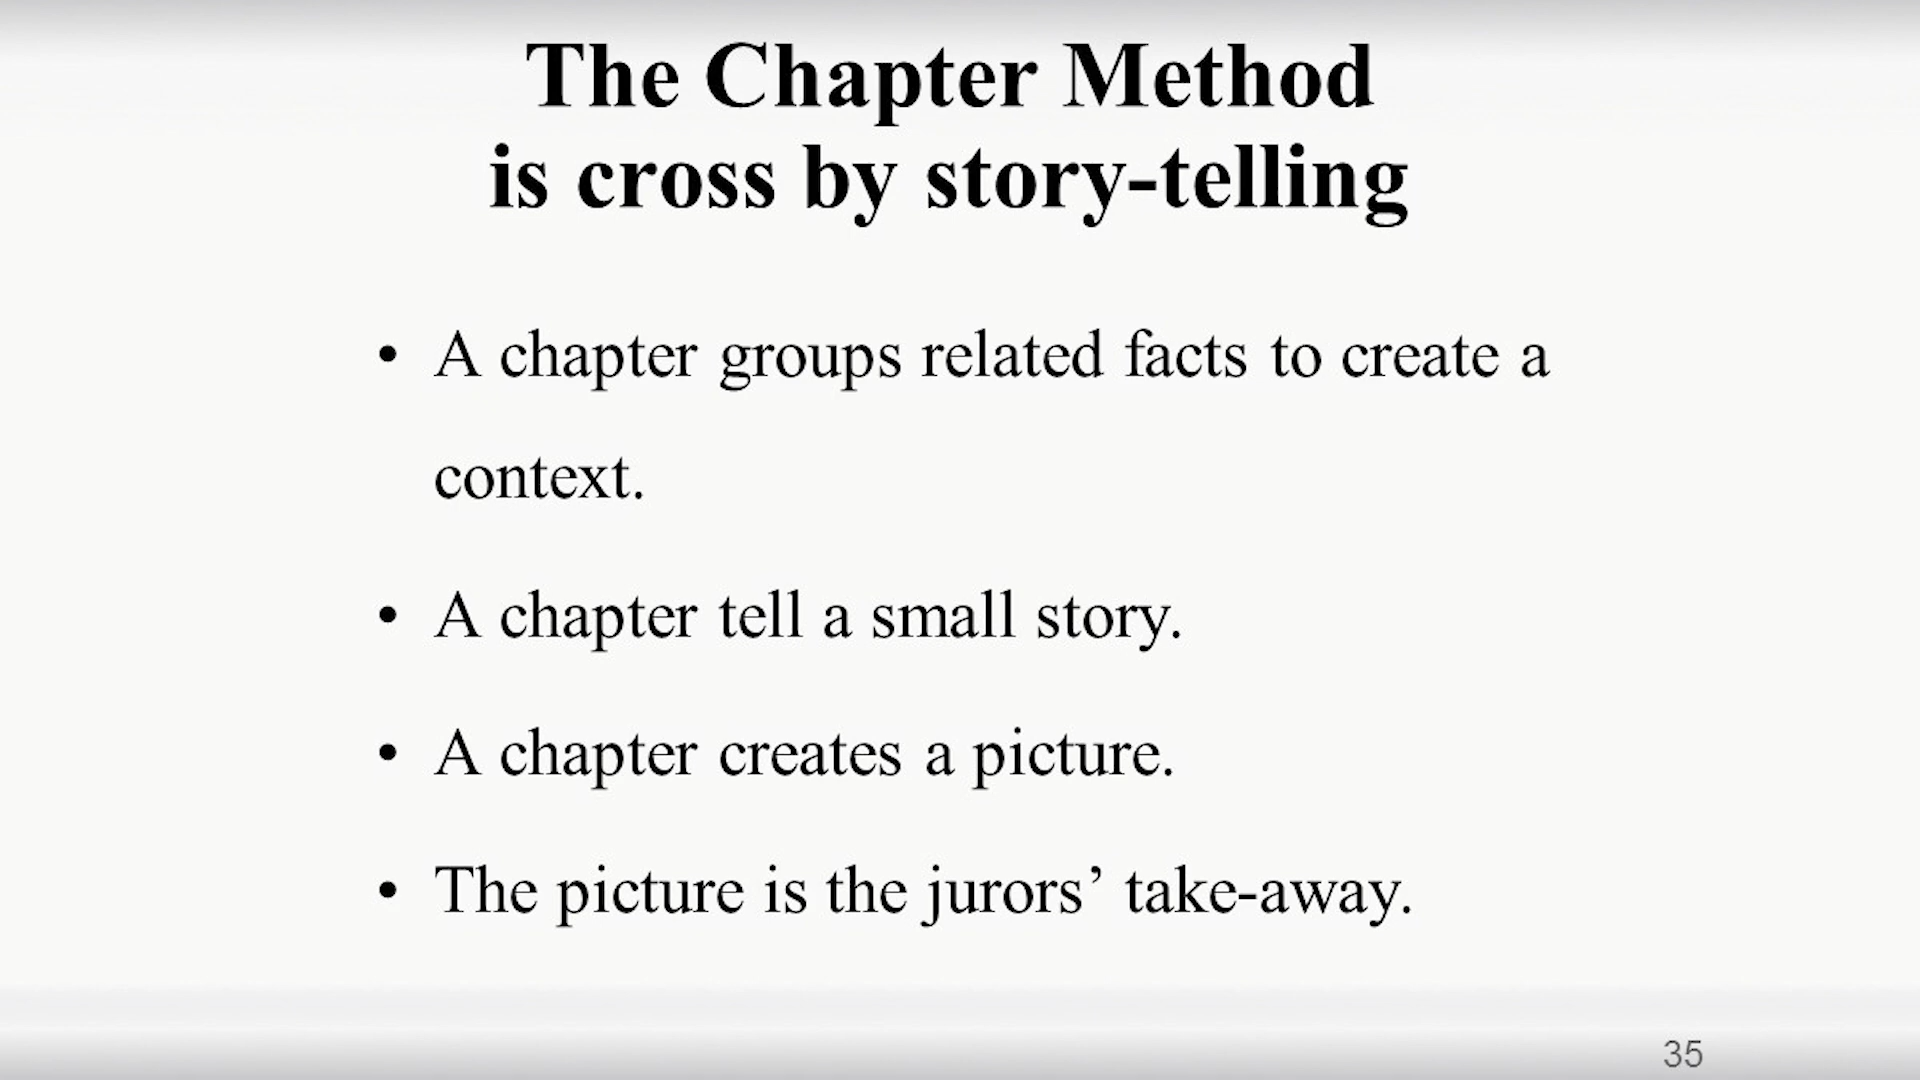 The Chapter Method
is cross by story-telling
• A chapter groups related facts to create a
context.
• A chapter tell a small story.
• A chapter creates a picture.
• The picture is the jurors’ take-away.
35